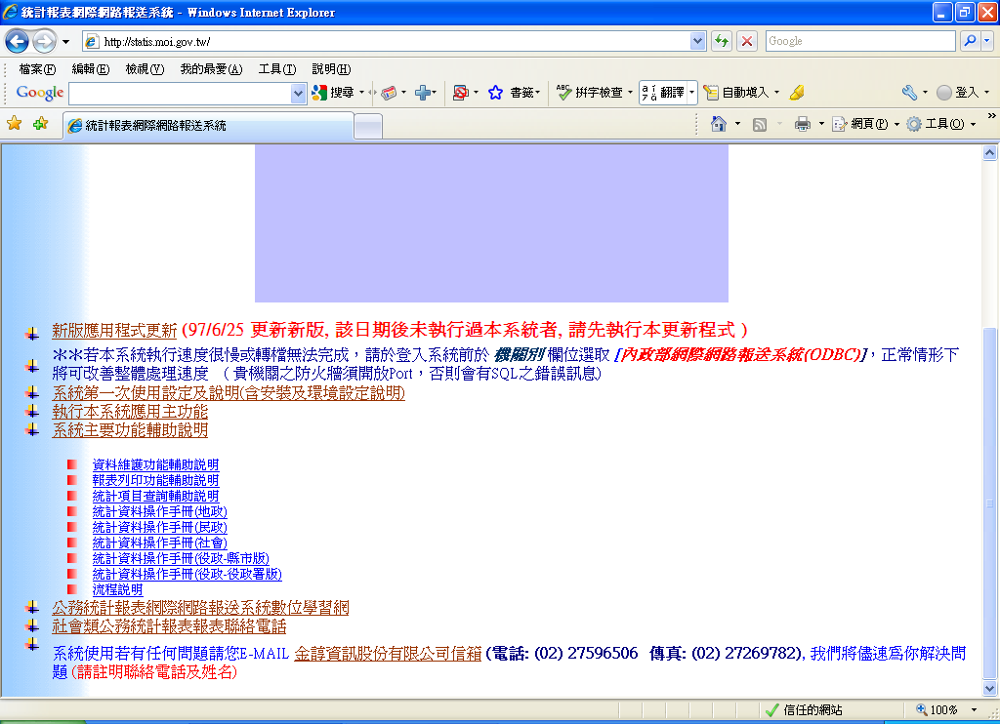 統計報表網際網路報送系統 - Windows Internet Explorer
http://statis.moi.gov.tw/
Google
檔案(F) 編輯(E) 檢視(V) 我的最愛(A) 工具(T) 說明(H)
Google 搜尋 書籤 ABC 拼字檢查 翻譯 自動填入 登入
統計報表網際網路報送系統 網頁(P) 工具(O)
新版應用程式更新 (97/6/25 更新新版, 該日期後未執行過本系統者, 請先執行本更新程式 )
＊＊若本系統執行速度很慢或轉檔無法完成，請於登入系統前於 機關別 欄位選取 [內政部網際網路報送系統(ODBC)]，正常情形下
將可改善整體處理速度 （ 貴機關之防火牆須開放Port，否則會有SQL之錯誤訊息)
系統第一次使用設定及說明(含安裝及環境設定說明)
執行本系統應用主功能
系統主要功能輔助說明
資料維護功能輔助說明
報表列印功能輔助說明
統計項目查詢輔助說明
統計資料操作手冊(地政)
統計資料操作手冊(民政)
統計資料操作手冊(社會)
統計資料操作手冊(役政-縣市版)
統計資料操作手冊(役政-役政署版)
流程說明
公務統計報表網際網路報送系統數位學習網
社會類公務統計報表報表聯絡電話
系統使用若有任何問題請您E-MAIL 金諄資訊股份有限公司信箱 (電話: (02) 27596506 傳真: (02) 27269782), 我們將儘速為你解決問
題 (請註明聯絡電話及姓名)
信任的網站 100%